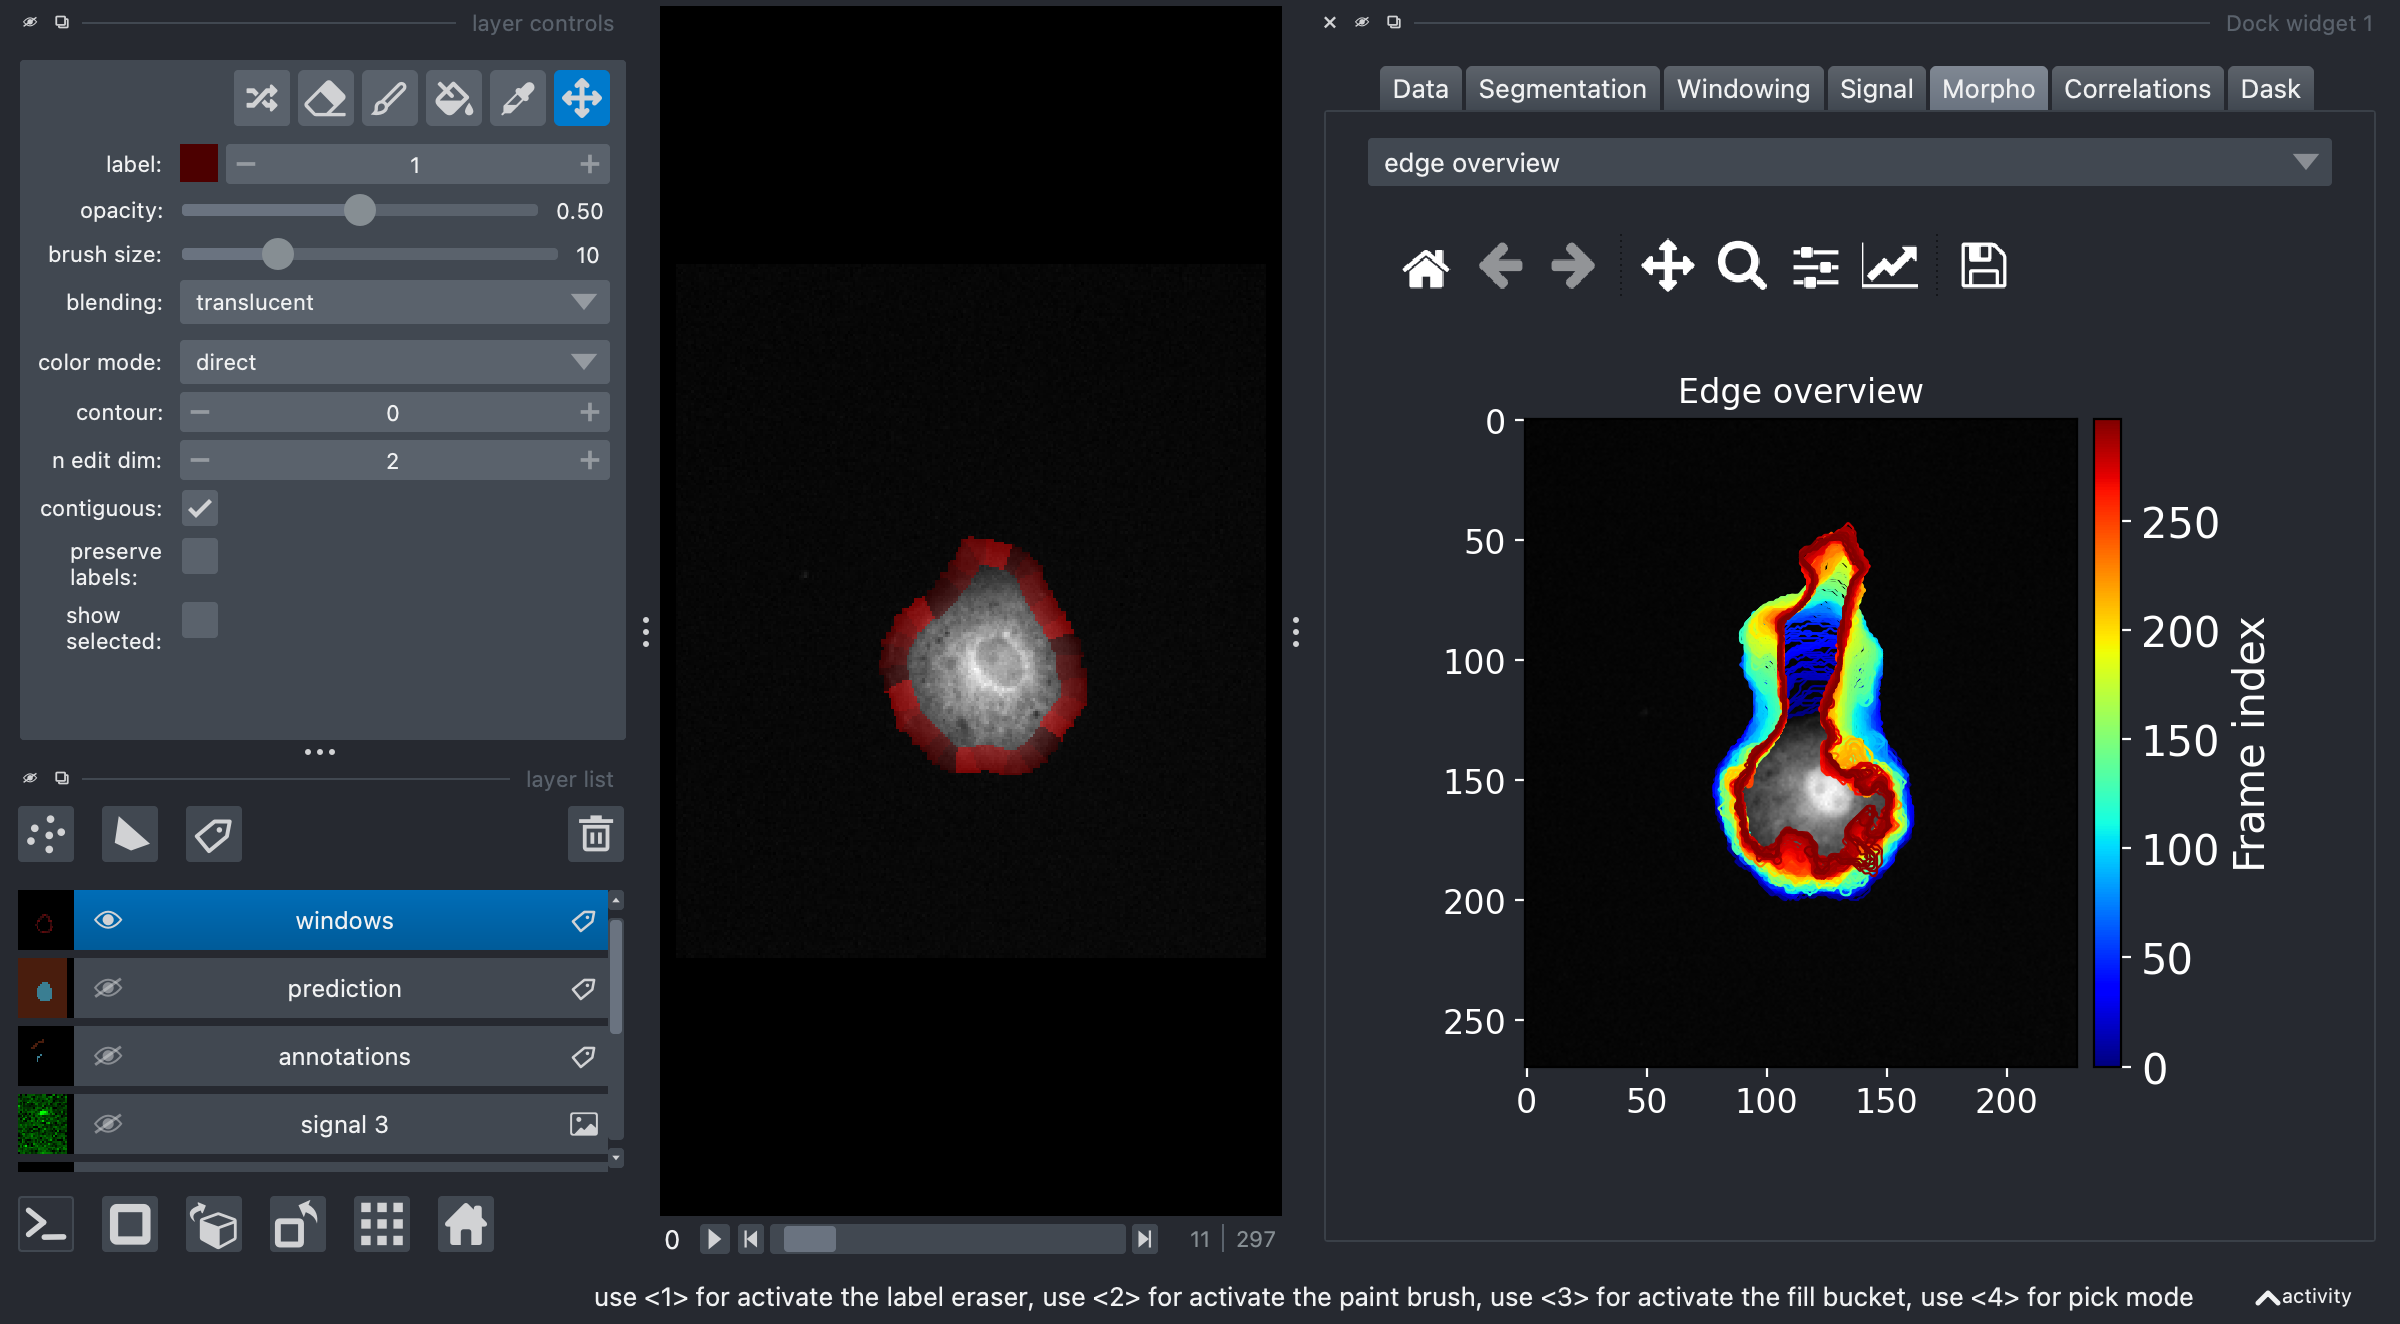 layer controls
label: 1
opacity: 0.50
brush size: 10
blending: translucent
color mode: direct
contour: 0
n edit dim: 2
contiguous:
preserve
labels:
show
selected:
layer list
windows
prediction
annotations
signal 3
0 11 297
Dock widget 1
Data Segmentation Windowing Signal Morpho Correlations Dask
edge overview
Edge overview
0
50
100
150
200
250
0 50 100 150 200
250
200
150
100
50
0
Frame index
use <1> for activate the label eraser, use <2> for activate the paint brush, use <3> for activate the fill bucket, use <4> for pick mode
activity